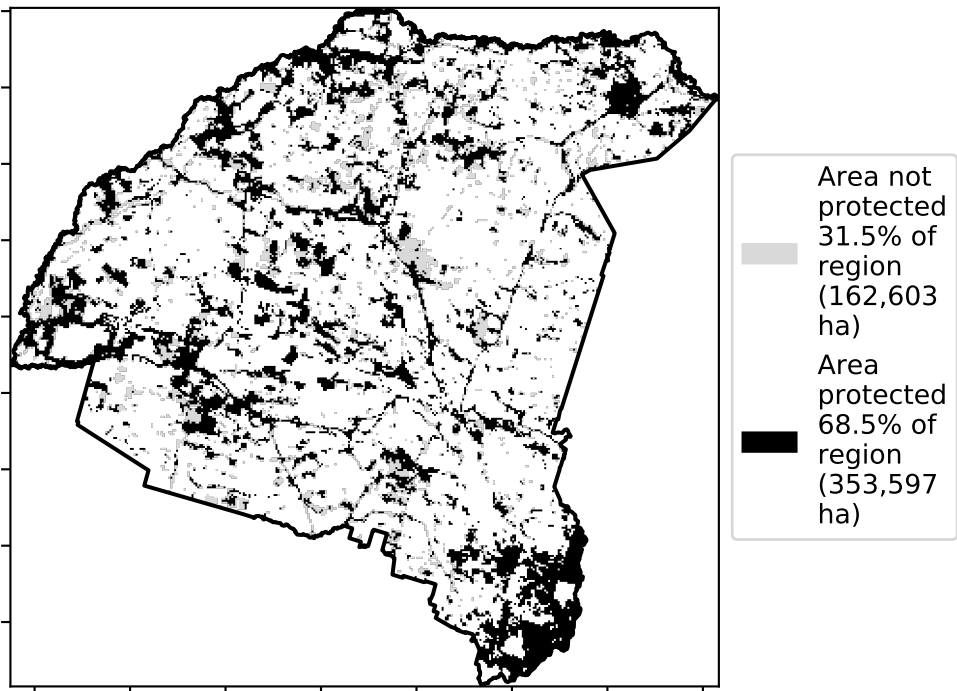 Area not
protected
31.5% of
region
(162,603
ha)
Area
protected
68.5% of
region
(353,597
ha)